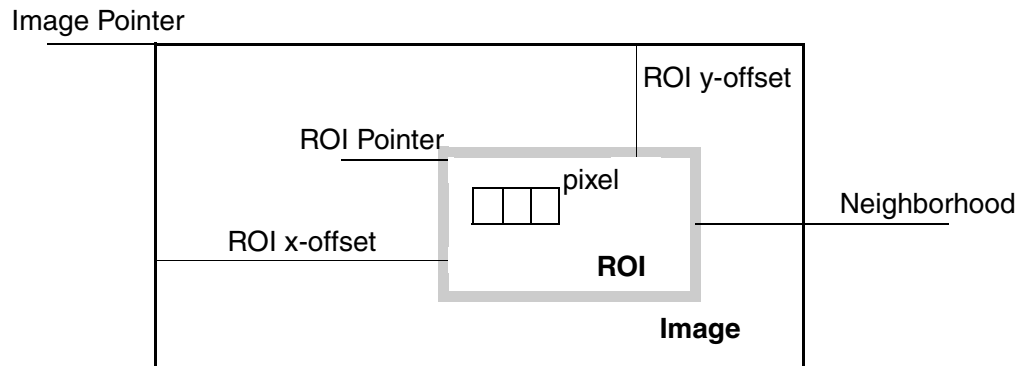 Image Pointer
ROI y-offset
ROI Pointer
pixel
Neighborhood
ROI x-offset
ROI
Image